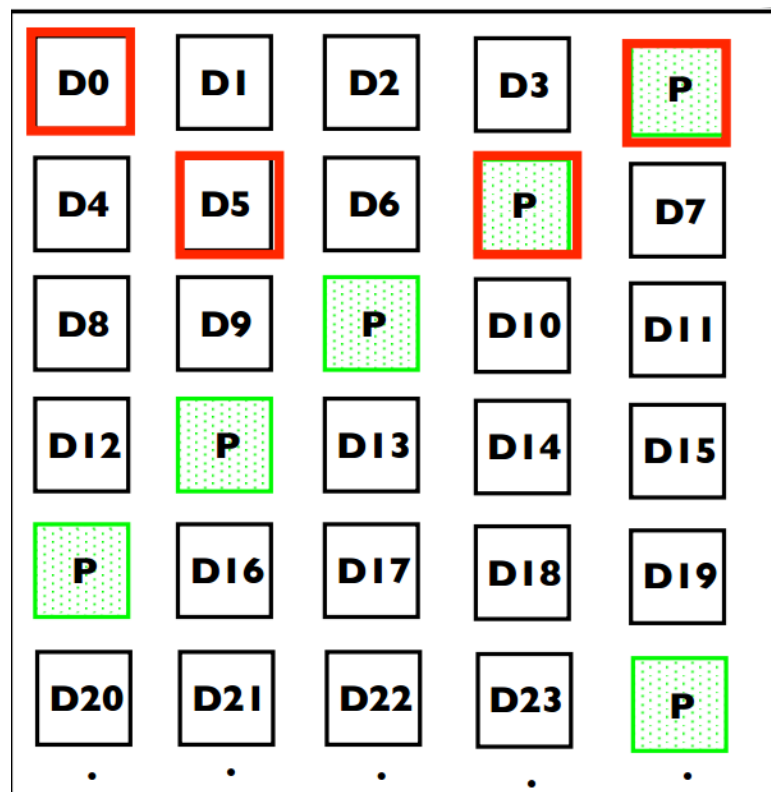 D0 D1 D2 D3 P
D4 D5 D6 P D7
D8 D9 P D10 D11
D12 P D13 D14 D15
P D16 D17 D18 D19
D20 D21 D22 D23 P
. . . . .